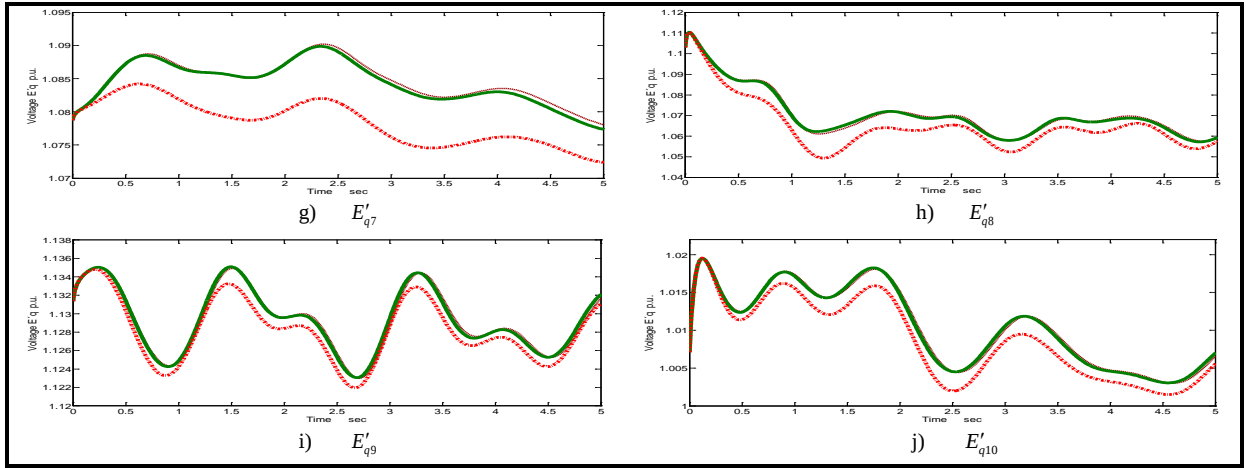 1.095
1.09
1.085
1.08
1.075
1.07
Voltage E'q p.u.
0 0.5 1 1.5 2 2.5 3 3.5 4 4.5 5
Time sec
g) E′q7
1.12
1.11
1.1
1.09
1.08
1.07
1.06
1.05
1.04
Voltage E'q p.u.
0 0.5 1 1.5 2 2.5 3 3.5 4 4.5 5
Time sec
h) E′q8
1.138
1.136
1.134
1.132
1.13
1.128
1.126
1.124
1.122
1.12
Voltage E'q p.u.
0 0.5 1 1.5 2 2.5 3 3.5 4 4.5 5
Time sec
i) E′q9
1.02
1.015
1.01
1.005
1
Voltage E'q p.u.
0 0.5 1 1.5 2 2.5 3 3.5 4 4.5 5
Time sec
j) E′q10